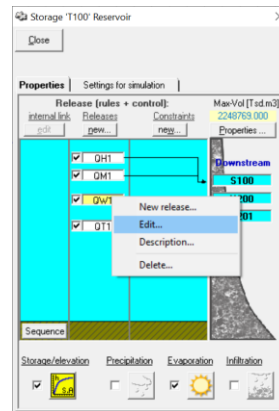 Storage 'T100' Reservoir
Close
Properties
Settings for simulation
Release (rules + control):
Max-Vol [Tsd.m3]
internal link
Releases
Constraints
2248769.000
edit
new...
new...
Properties ...
QH1
Downstream
QM1
S100
QW1
200
QT1
201
New release...
Edit...
Description...
Delete...
Sequence
Storage/elevation
Precipitation
Evaporation
Infiltration
S,A